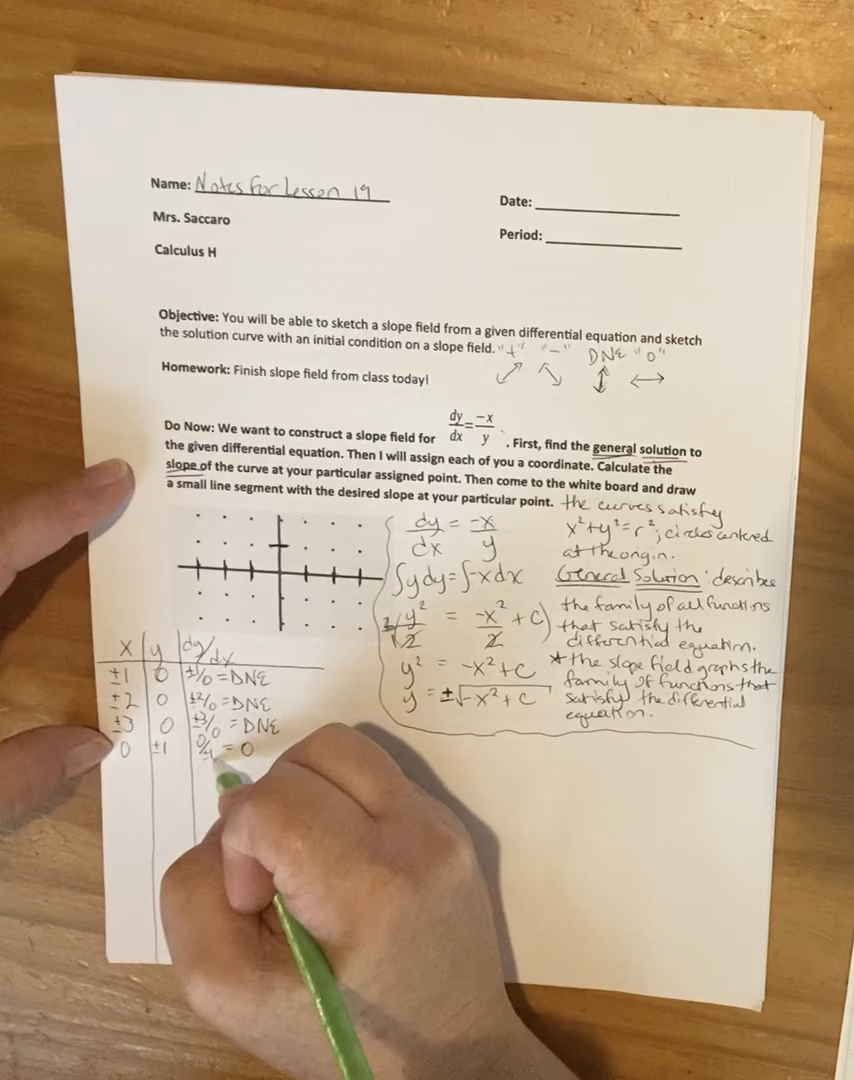 Name: Notes for Lesson 19
Date:
Mrs. Saccaro
Period:
Calculus H
Objective: You will be able to sketch a slope field from a given differential equation and sketch
the solution curve with an initial condition on a slope field. "+" "-" DNE "0"
Homework: Finish slope field from class today!
Do Now: We want to construct a slope field for dy/dx = -x/y . First, find the general solution to
the given differential equation. Then I will assign each of you a coordinate. Calculate the
slope of the curve at your particular assigned point. Then come to the white board and draw
a small line segment with the desired slope at your particular point.
dy/dx = -x/y
∫ydy = ∫-xdx
2(y²/2 = -x²/2 + C)
y² = -x² + C
y = ±√-x² + C
the curves satisfy
x² + y² = r², circles centered
at the origin.
General Solution: describes
the family of all functions
that satisfy the
differential equation.
* the slope field graphs the
family of functions that
satisfy the differential
equation.
x y dy/dx
±1 0 ±1/0 = DNE
±2 0 ±2/0 = DNE
±3 0 ±3/0 = DNE
0 ±1 0/±1 = 0